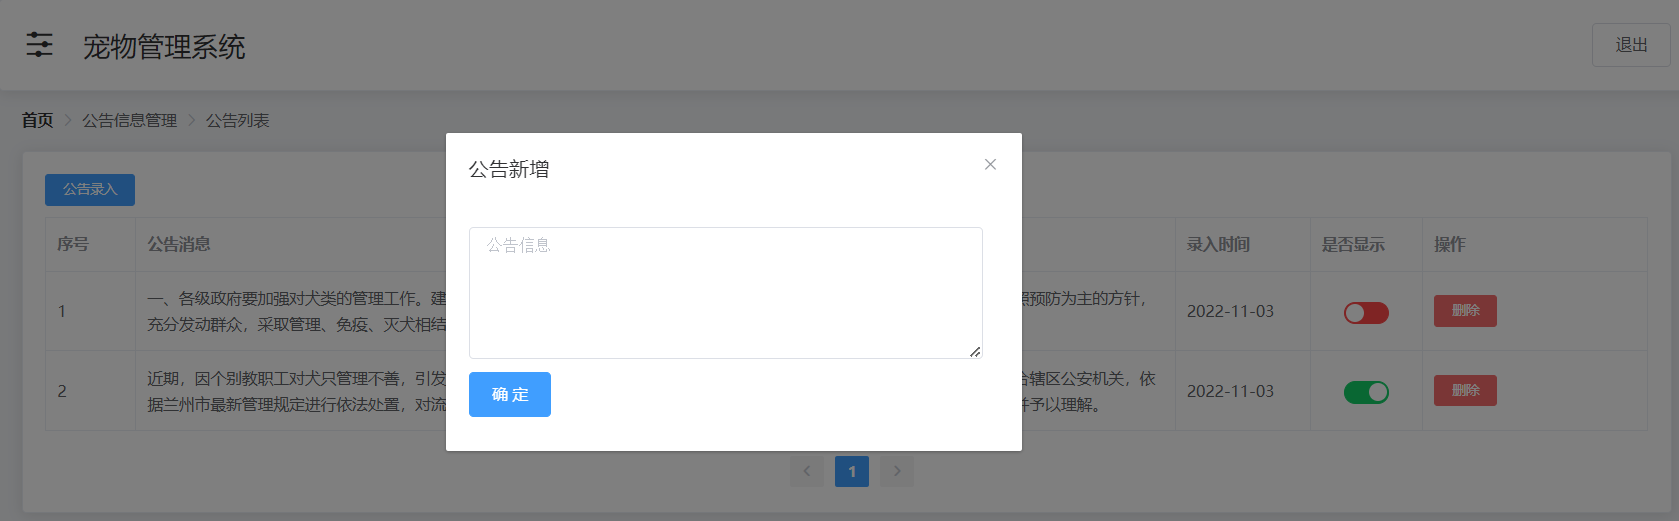 宠物管理系统
退出
首页 > 公告信息管理 > 公告列表
公告新增
公告录入
公告信息
序号 公告消息 录入时间 是否显示 操作
1 一、各级政府要加强对犬类的管理工作。建 照预防为主的方针， 2022-11-03 删除
充分发动群众，采取管理、免疫、灭犬相结
2 近期，因个别教职工对犬只管理不善，引发 辖区公安机关，依 2022-11-03 删除
据兰州市最新管理规定进行依法处置，对流 予以理解。
确 定
1